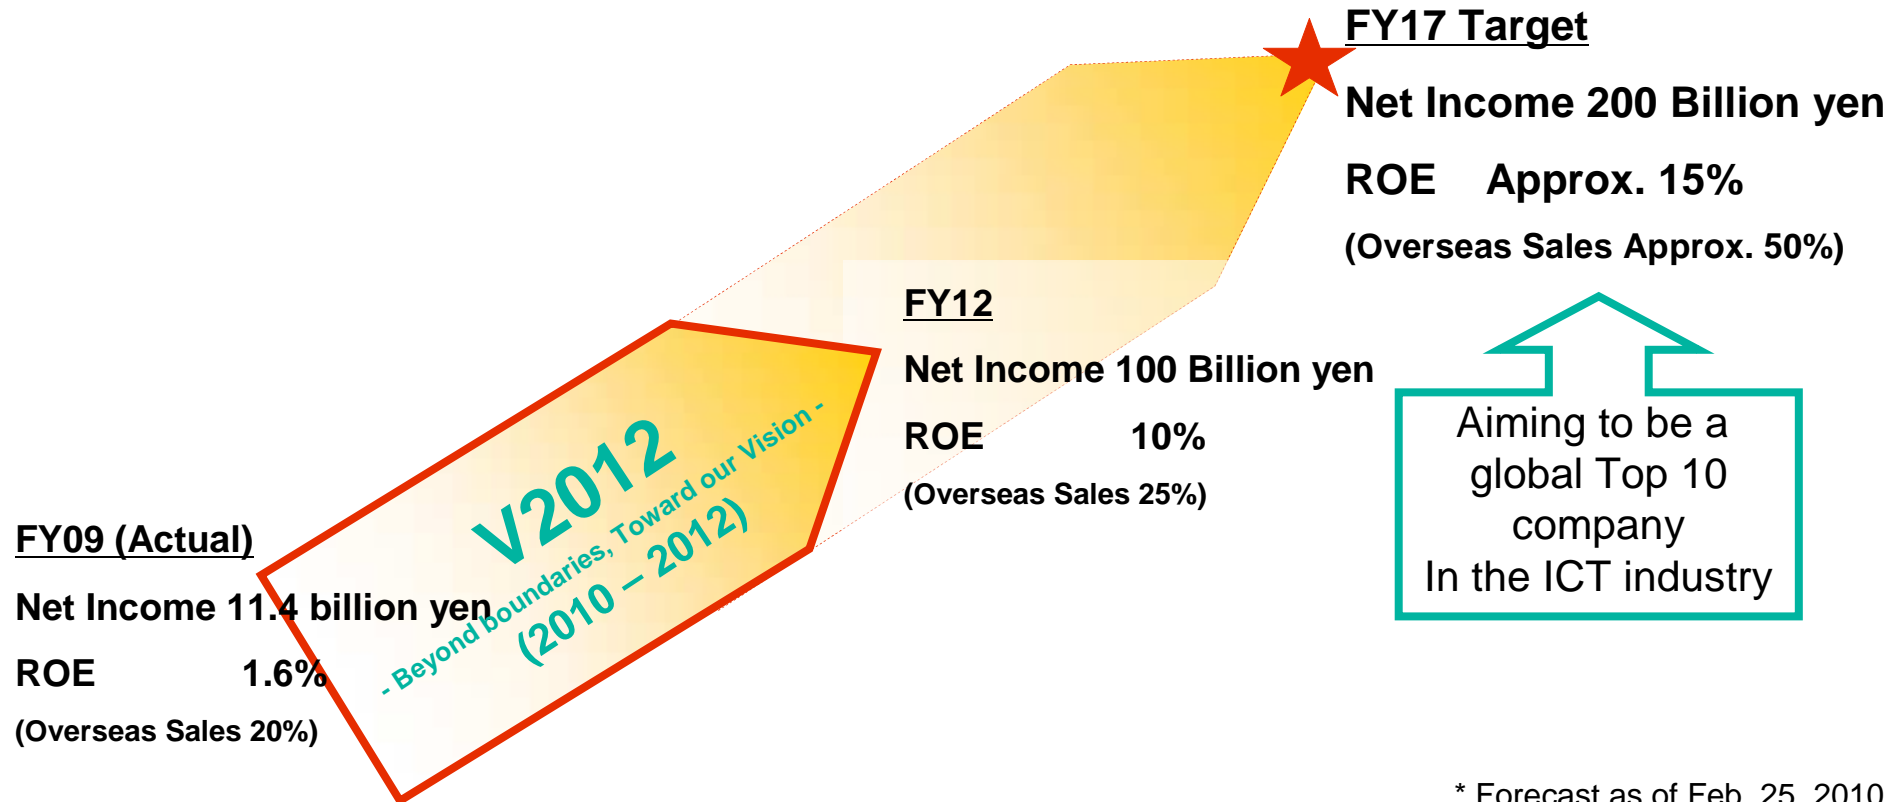 FY17 Target
Net Income 200 Billion yen
ROE Approx. 15%
(Overseas Sales Approx. 50%)
FY12
Net Income 100 Billion yen
ROE 10%
(Overseas Sales 25%)
V2012
- Beyond boundaries, Toward our Vision -
(2010 – 2012)
FY09 (Actual)
Net Income 11.4 billion yen
ROE 1.6%
(Overseas Sales 20%)
Aiming to be a
global Top 10
company
In the ICT industry
* Forecast as of Feb. 25, 2010